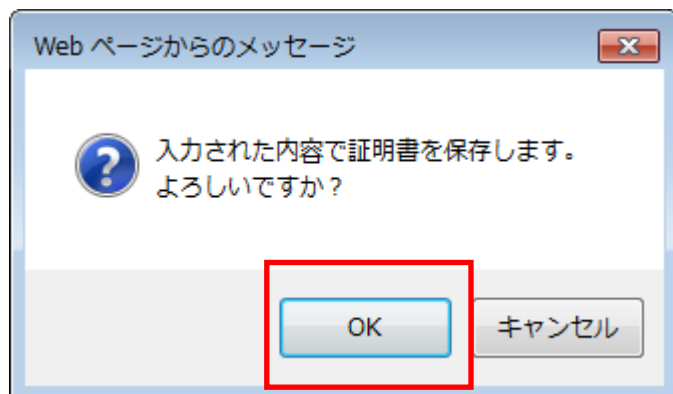 Web ページからのメッセージ
入力された内容で証明書を保存します。
よろしいですか？
OK
キャンセル